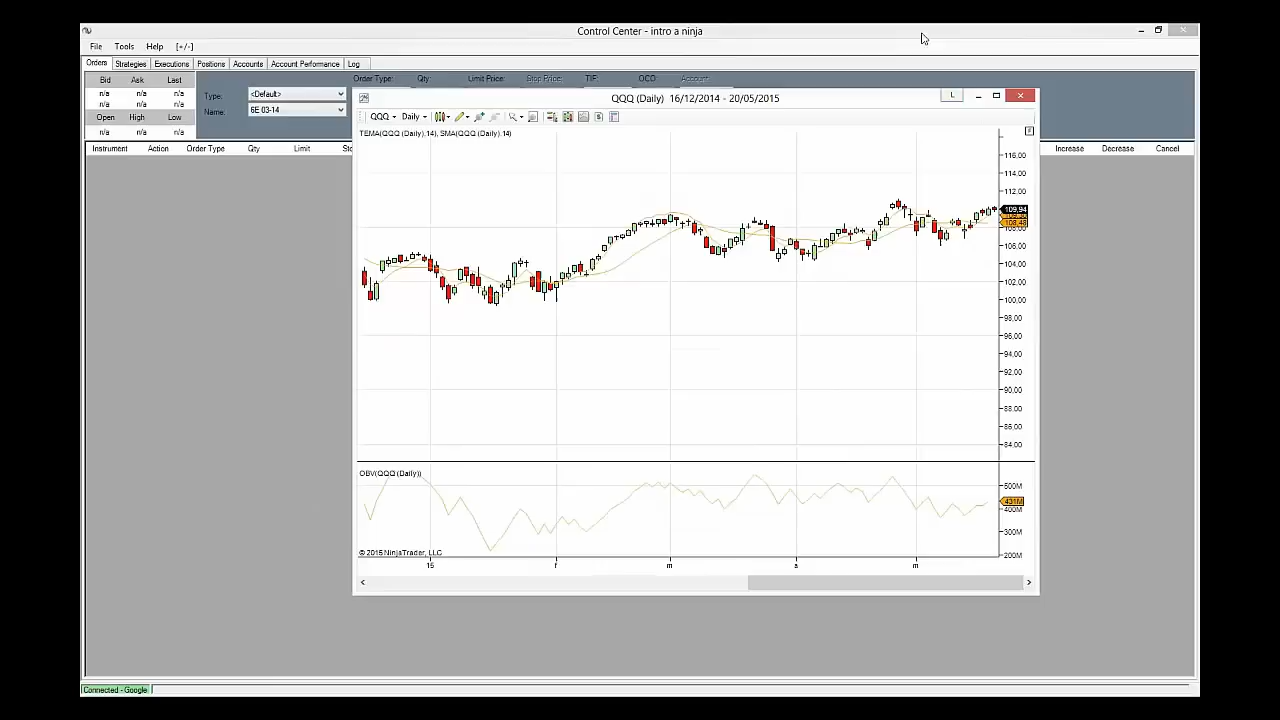 Control Center - intro a ninja
File Tools Help [+/-]
Orders Strategies Executions Positions Accounts Account Performance Log
Bid Ask Last
n/a n/a n/a
n/a n/a n/a
Open High Low
n/a n/a n/a
Type: <Default>
Name: 6E 03-14
Order Type: Qty: Limit Price: Stop Price: TIF: OCO: Account:
Instrument Action Order Type Qty Limit Increase Decrease Cancel
QQQ (Daily) 16/12/2014 - 20/05/2015
L
QQQ Daily
TEMA(QQQ (Daily),14), SMA(QQQ (Daily),14)
F
116,00
114,00
112,00
109,94
108,48
106,00
104,00
102,00
100,00
98,00
96,00
94,00
92,00
90,00
88,00
86,00
84,00
OBV(QQQ (Daily))
500M
431M
400M
300M
200M
© 2015 NinjaTrader, LLC
15 f m a m
Connected - Google